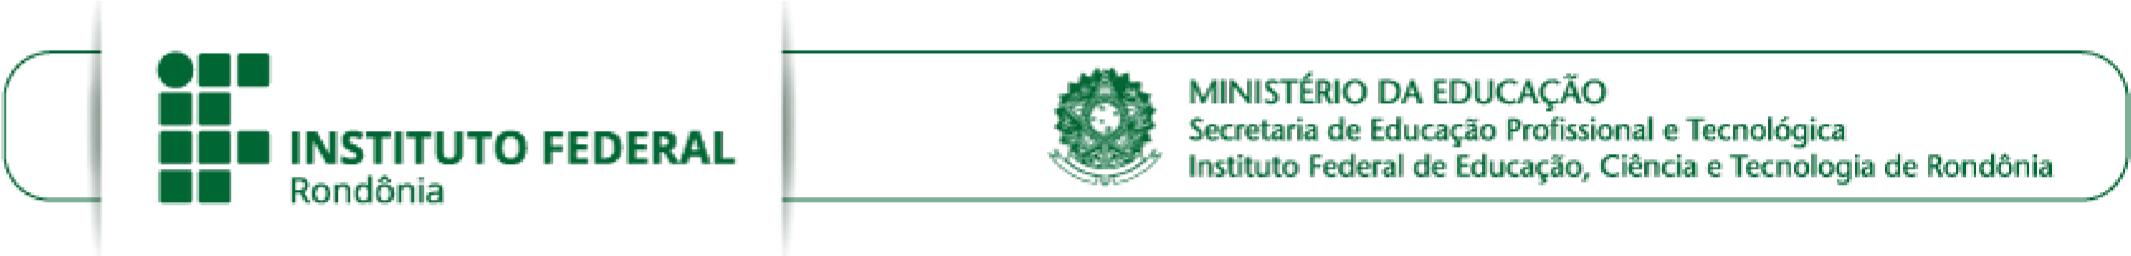 INSTITUTO FEDERAL
Rondônia
MINISTÉRIO DA EDUCAÇÃO
Secretaria de Educação Profissional e Tecnológica
Instituto Federal de Educação, Ciência e Tecnologia de Rondônia